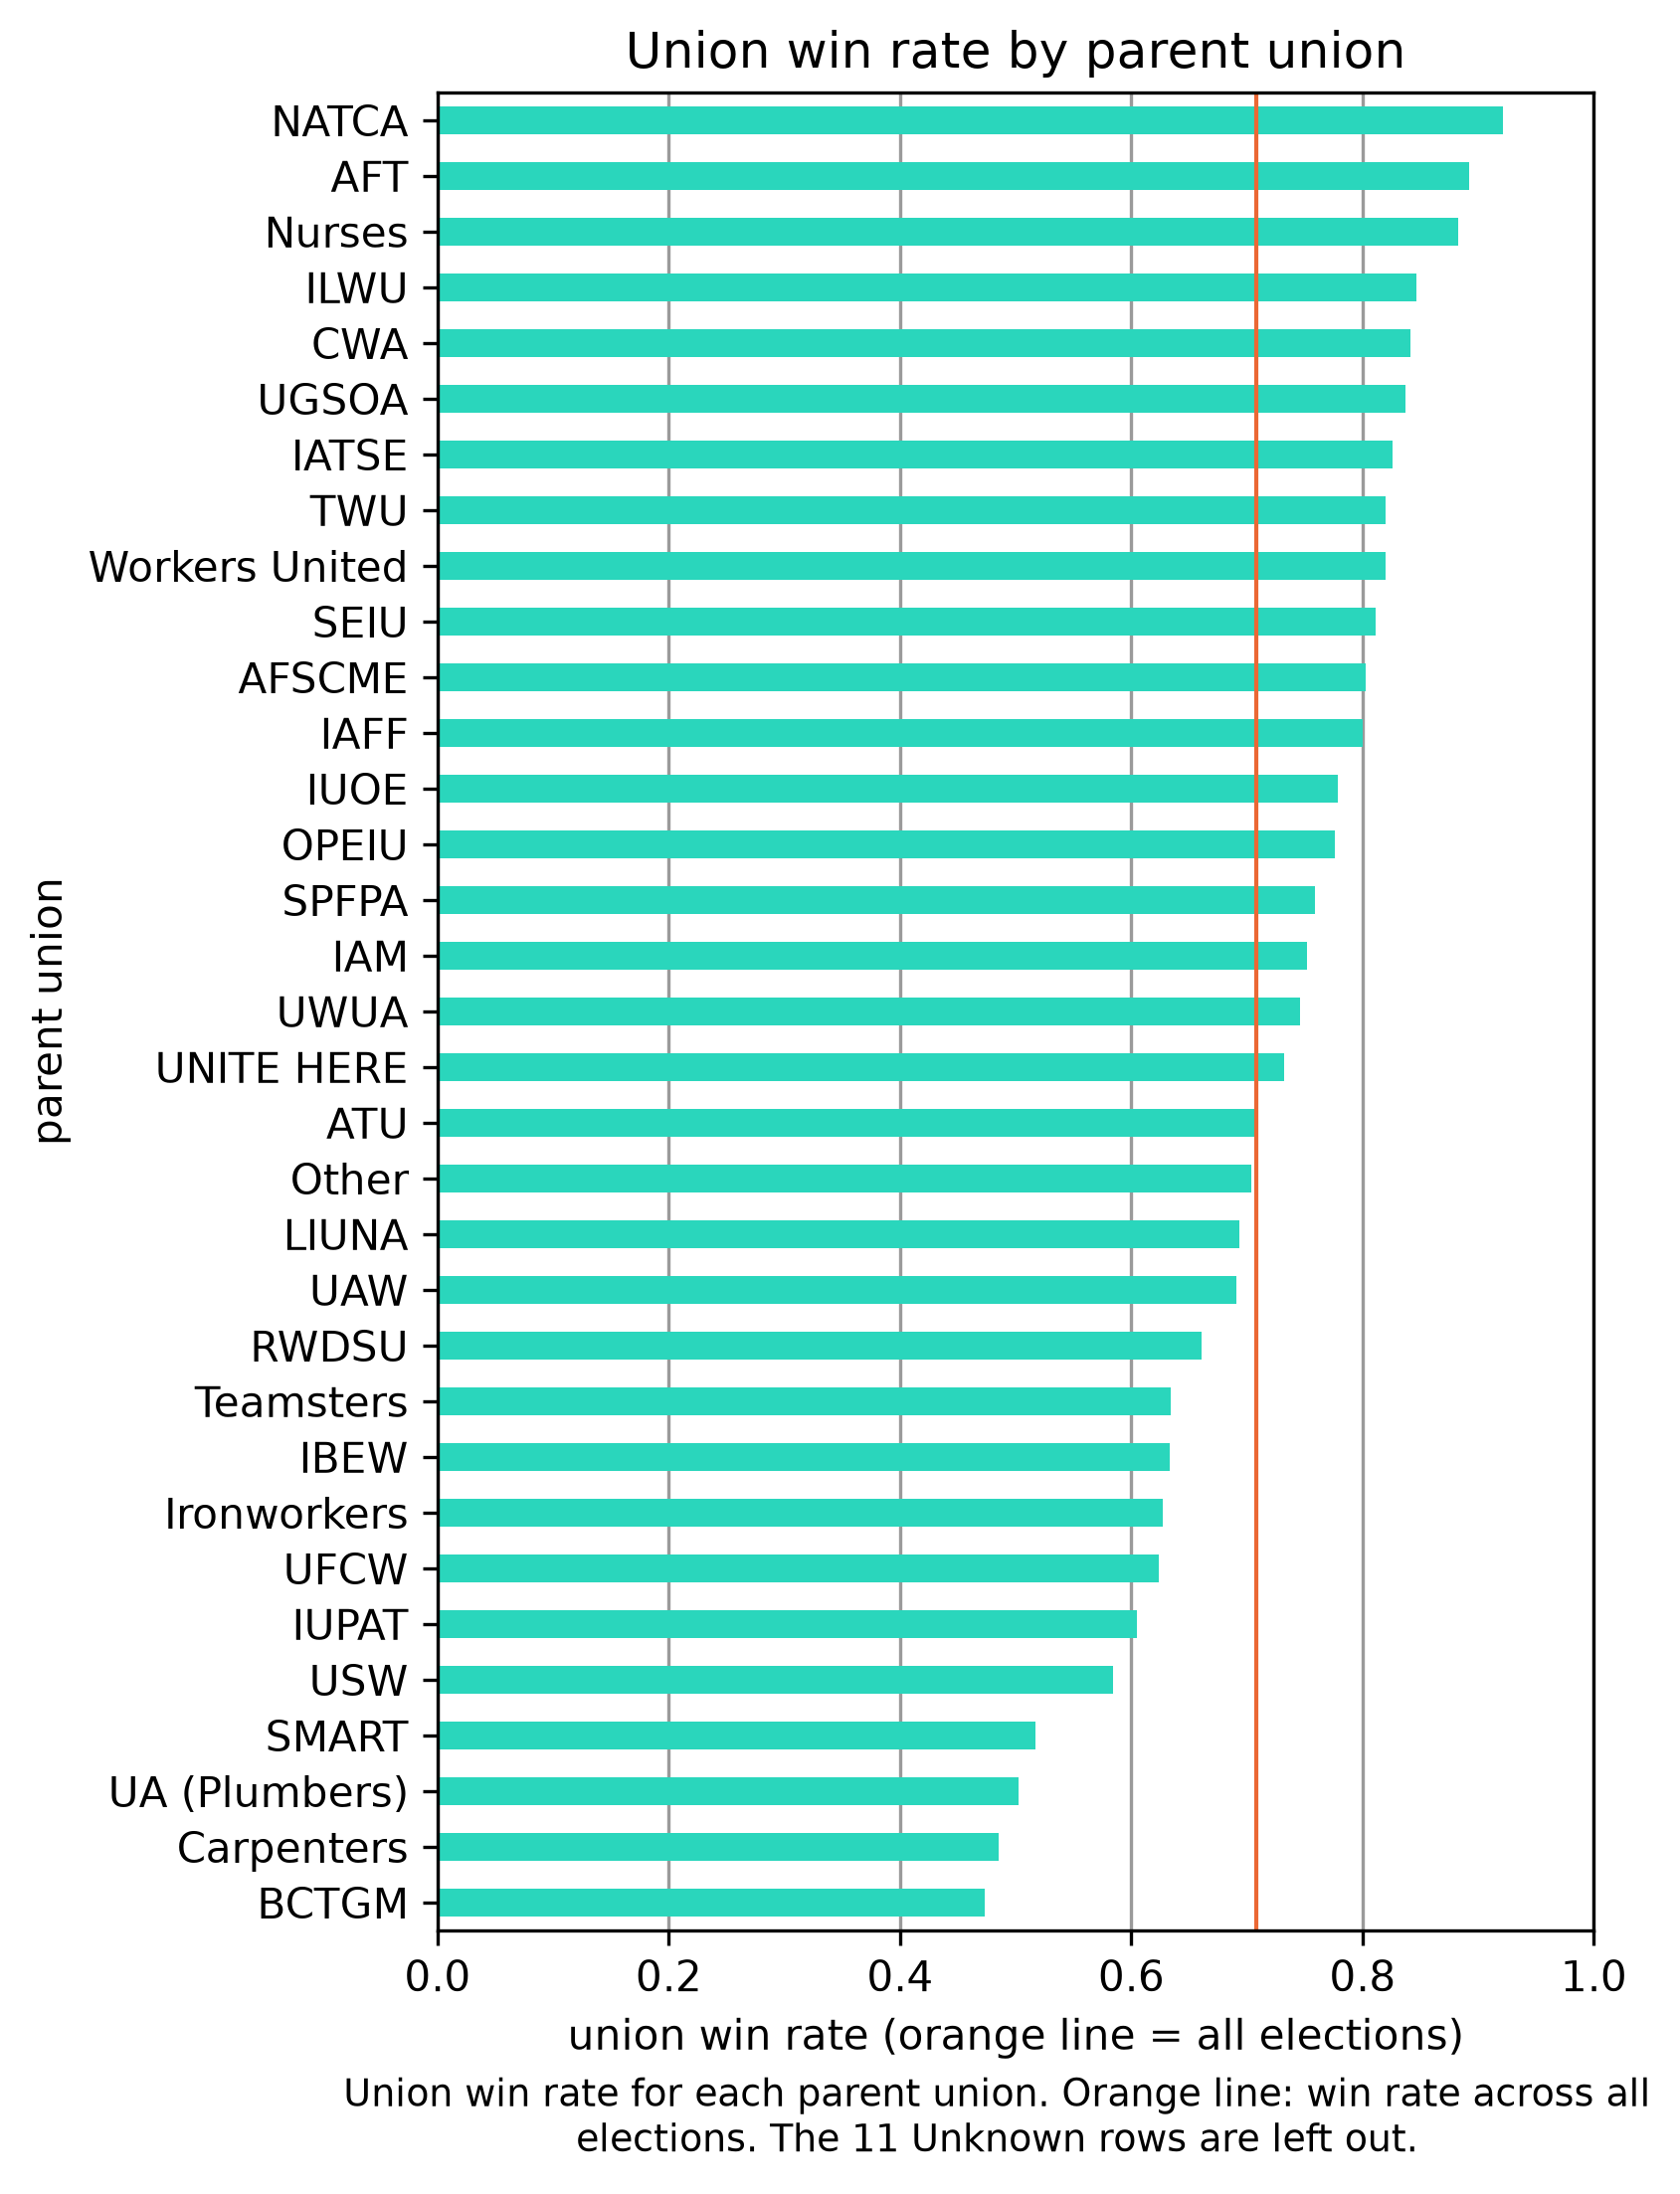 Union win rate by parent union
NATCA
AFT
Nurses
ILWU
CWA
UGSOA
IATSE
TWU
Workers United
SEIU
AFSCME
IAFF
IUOE
OPEIU
SPFPA
IAM
UWUA
UNITE HERE
ATU
Other
LIUNA
UAW
RWDSU
Teamsters
IBEW
Ironworkers
UFCW
IUPAT
USW
SMART
UA (Plumbers)
Carpenters
BCTGM
parent union
0.0 0.2 0.4 0.6 0.8 1.0
union win rate (orange line = all elections)
Union win rate for each parent union. Orange line: win rate across all
elections. The 11 Unknown rows are left out.